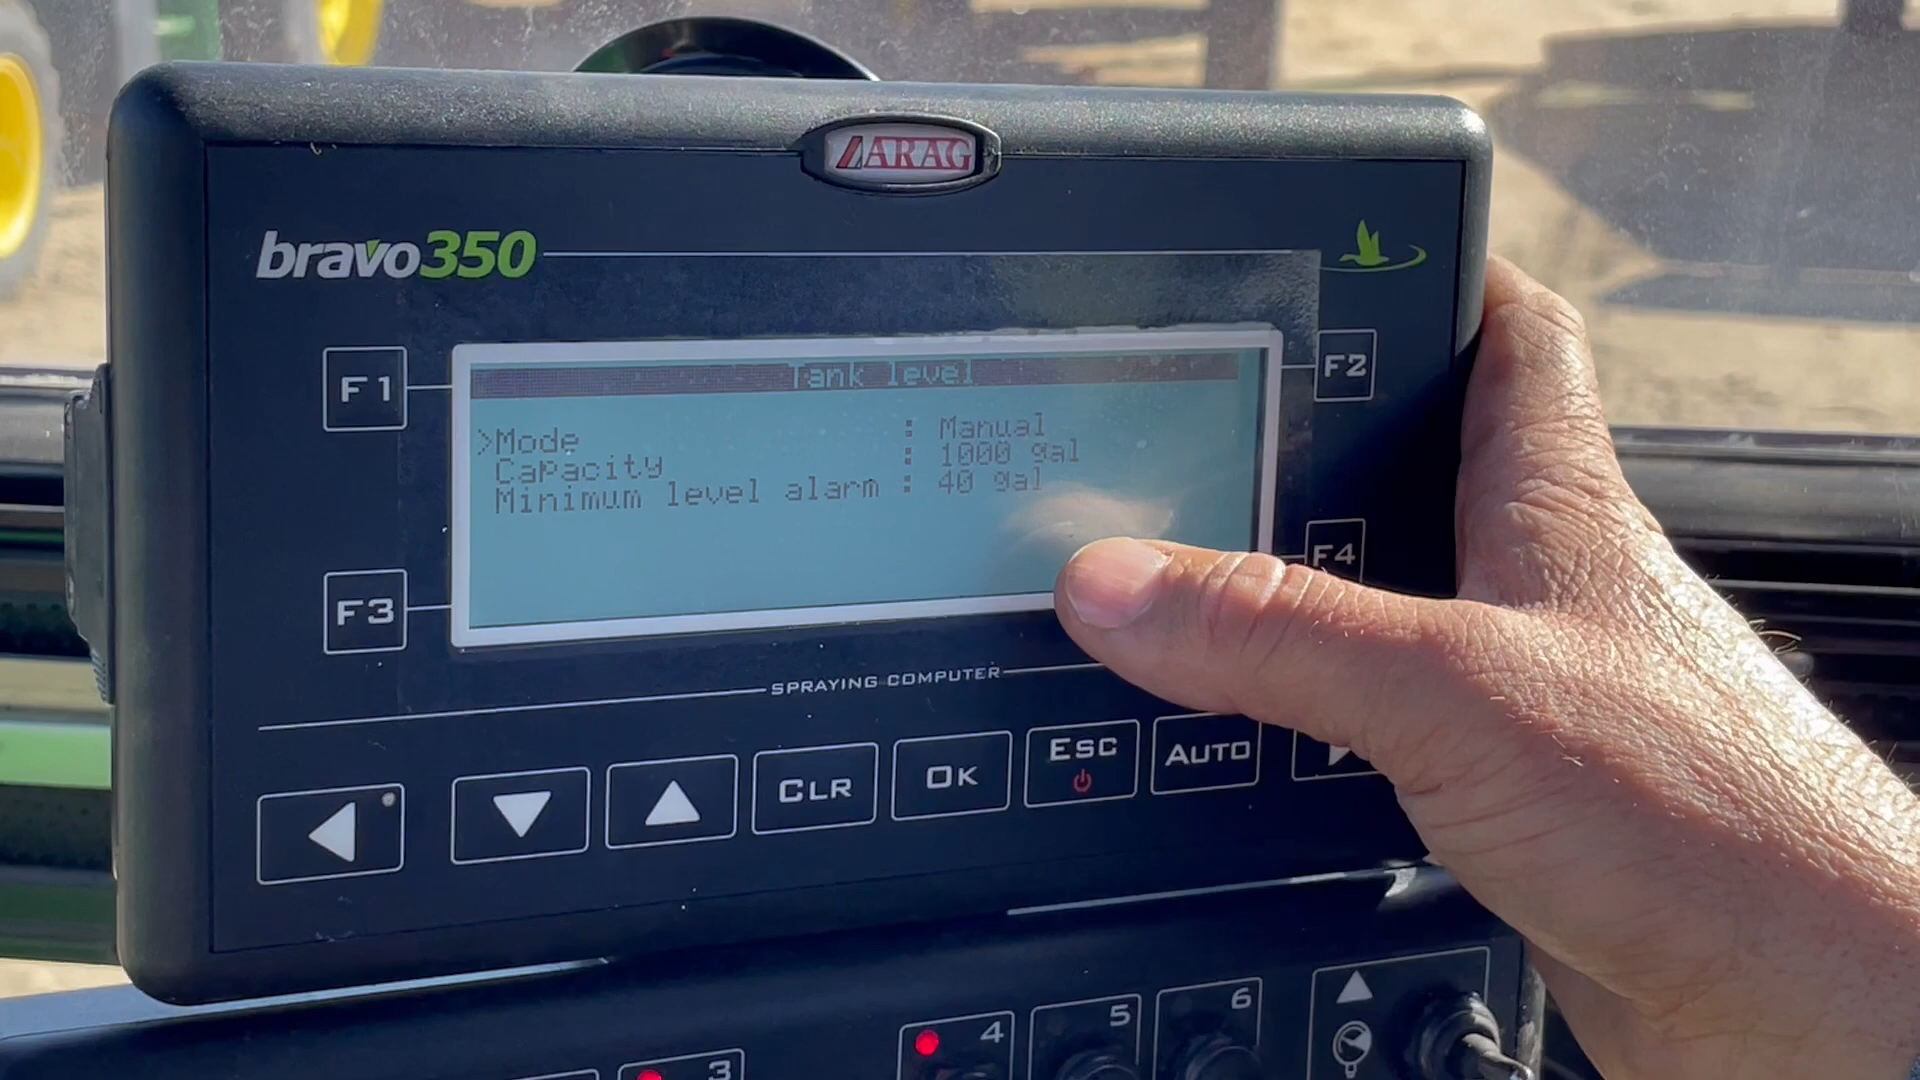 ARAG
bravo350
F1
F2
Tank level
>Mode : Manual
Capacity : 1000 gal
Minimum level alarm : 40 gal
F3
F4
SPRAYING COMPUTER
CLR
OK
ESC
AUTO
3
4
5
6